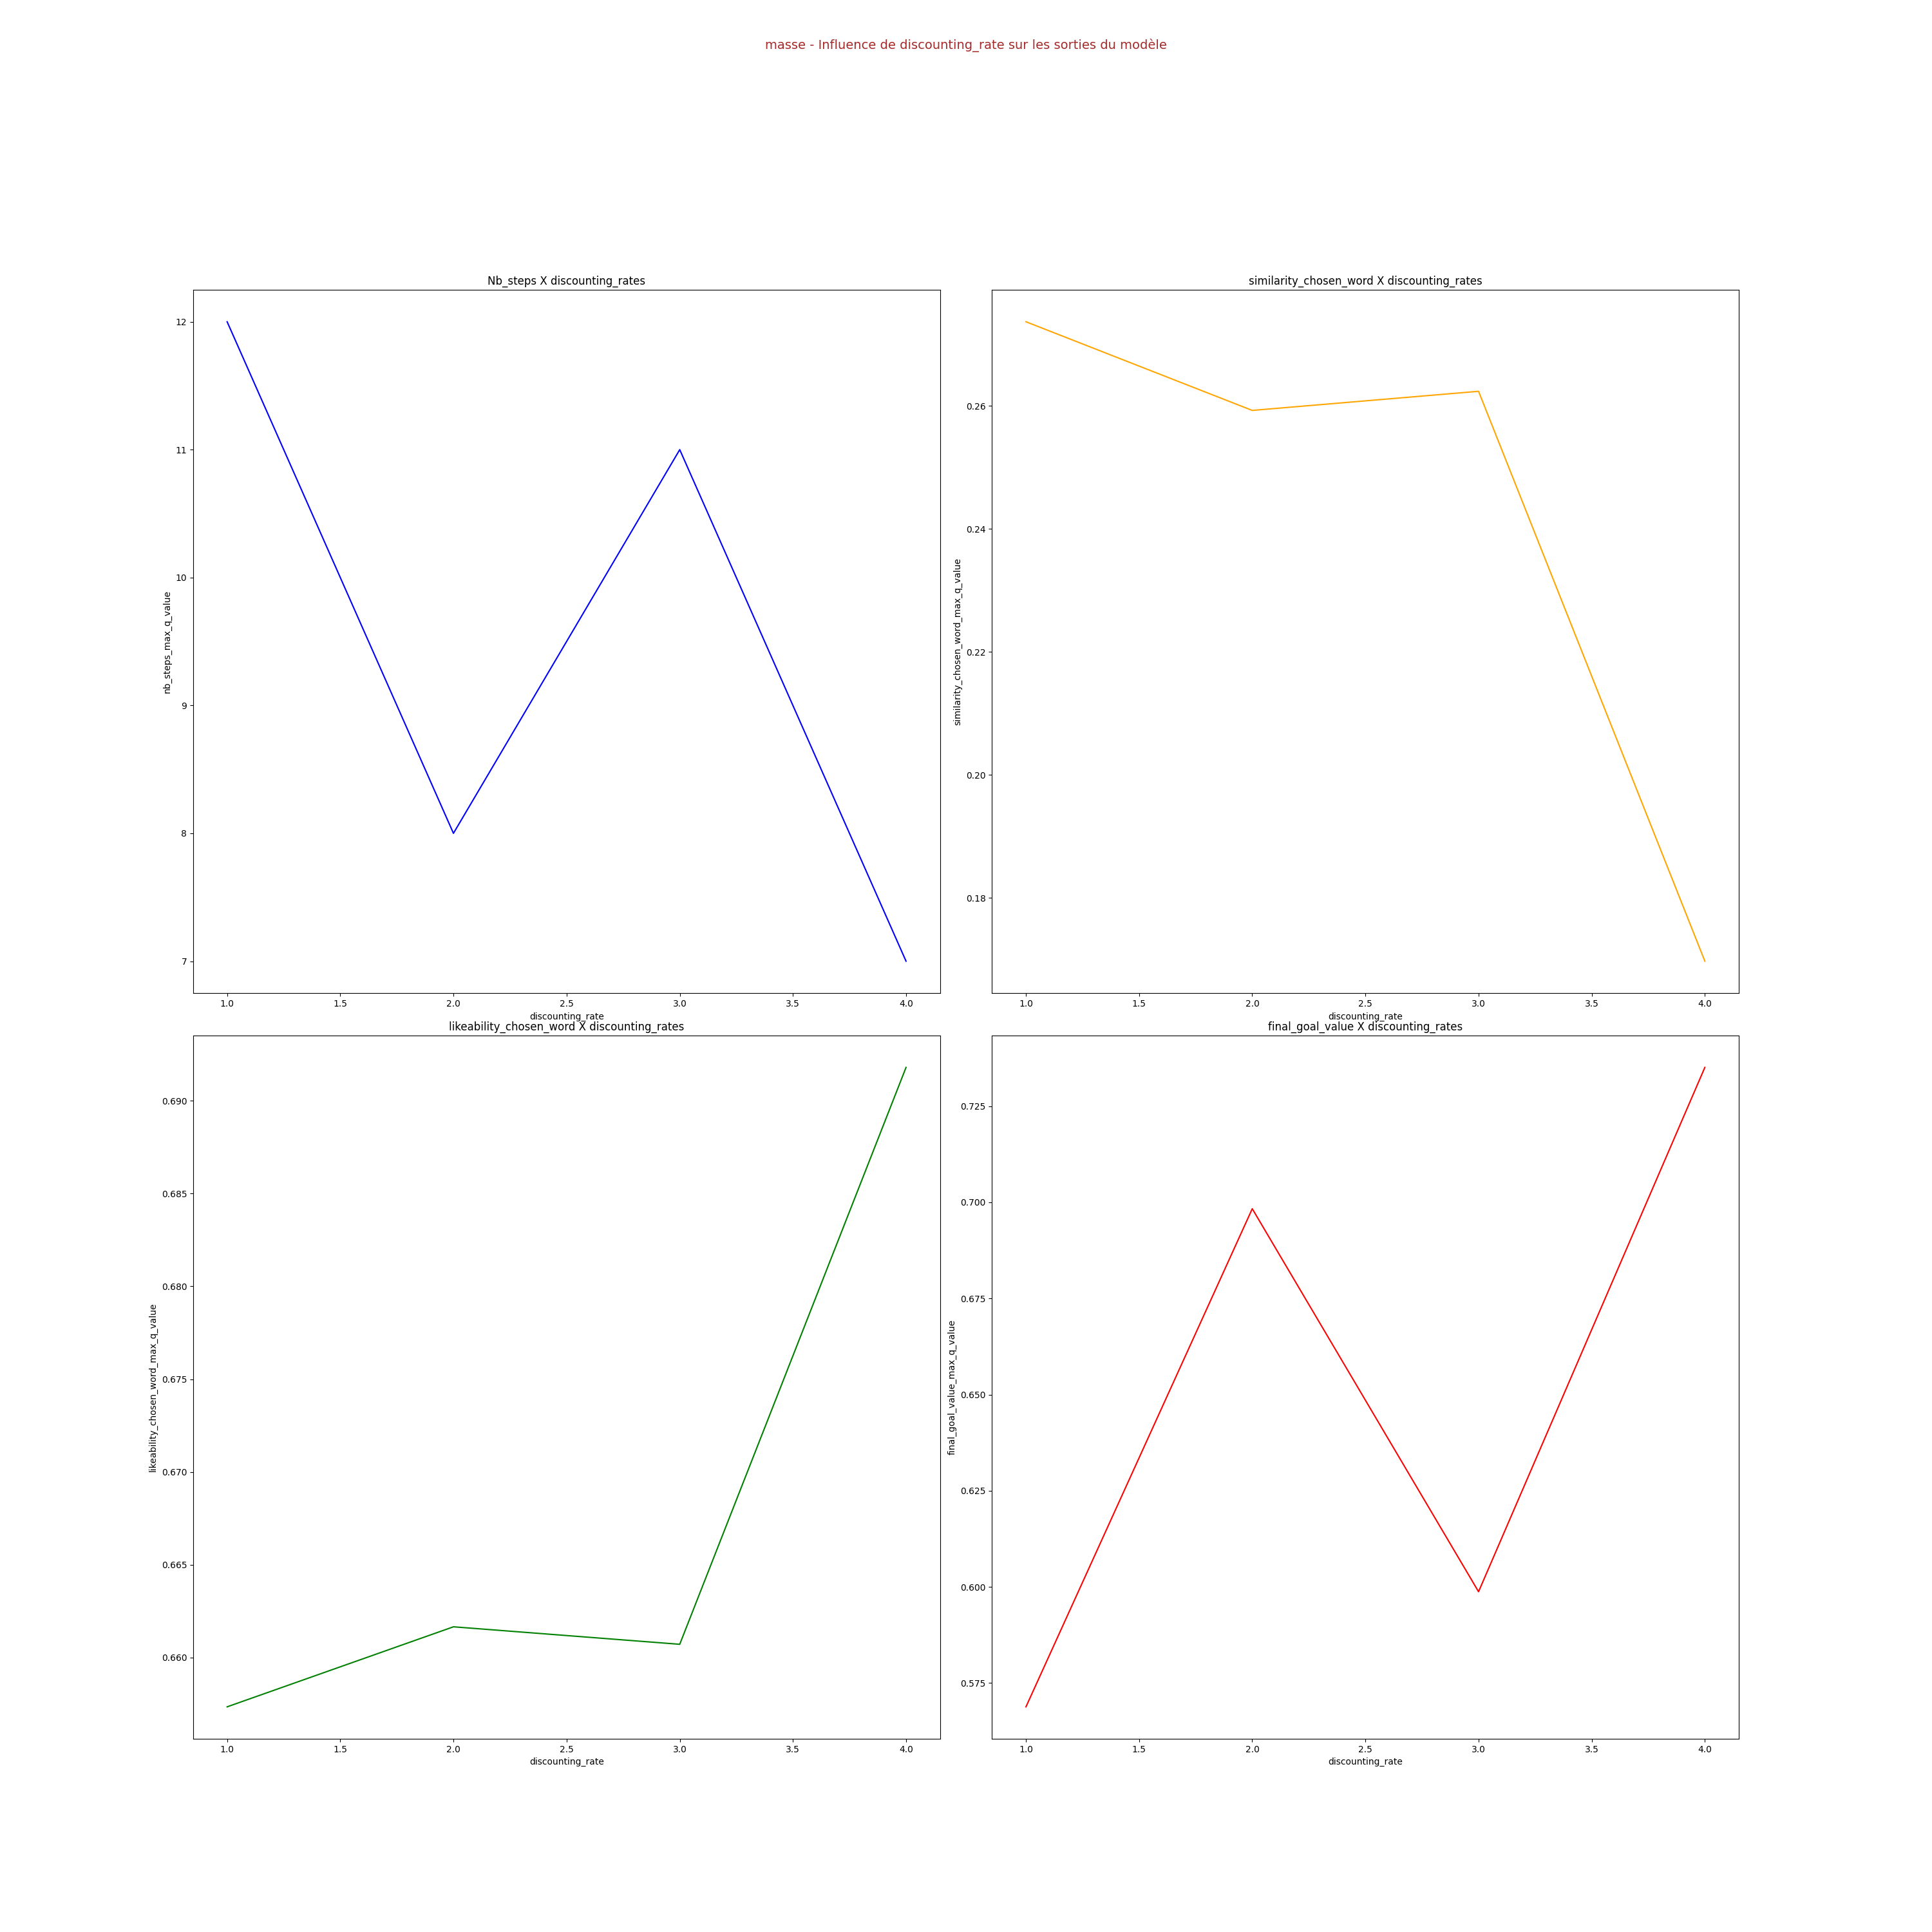 masse - Influence de discounting_rate sur les sorties du modèle
Nb_steps X discounting_rates
12
11
10
9
8
7
nb_steps_max_q_value
1.0 1.5 2.0 2.5 3.0 3.5 4.0
discounting_rate
similarity_chosen_word X discounting_rates
0.26
0.24
0.22
0.20
0.18
similarity_chosen_word_max_q_value
1.0 1.5 2.0 2.5 3.0 3.5 4.0
discounting_rate
likeability_chosen_word X discounting_rates
0.690
0.685
0.680
0.675
0.670
0.665
0.660
likeability_chosen_word_max_q_value
1.0 1.5 2.0 2.5 3.0 3.5 4.0
discounting_rate
final_goal_value X discounting_rates
0.725
0.700
0.675
0.650
0.625
0.600
0.575
final_goal_value_max_q_value
1.0 1.5 2.0 2.5 3.0 3.5 4.0
discounting_rate